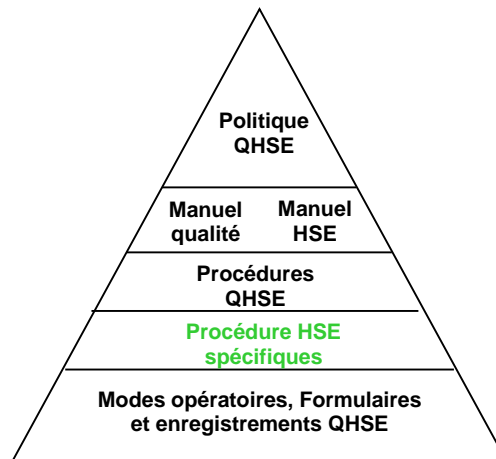 Politique
QHSE
Manuel qualité
Manuel HSE
Procédures
QHSE
Procédure HSE
spécifiques
Modes opératoires, Formulaires
et enregistrements QHSE